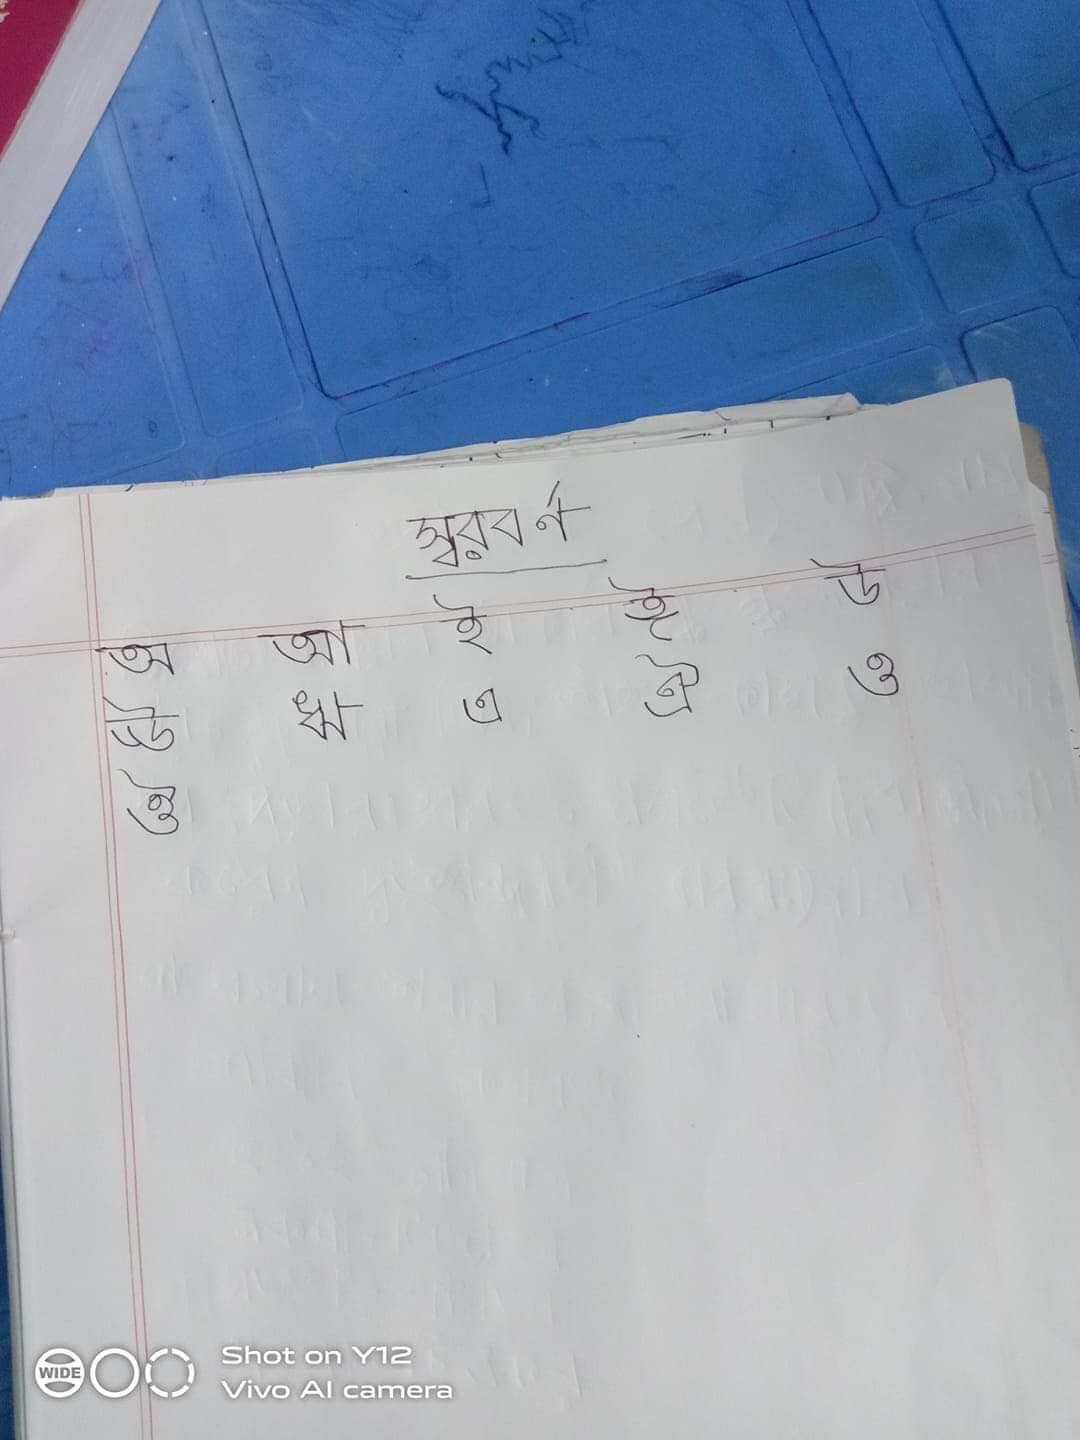 স্বরবর্ন
অ আ ই ঈ উ
ঊ ঋ এ ঐ ও
ঔ
WIDE
Shot on Y12
Vivo AI camera